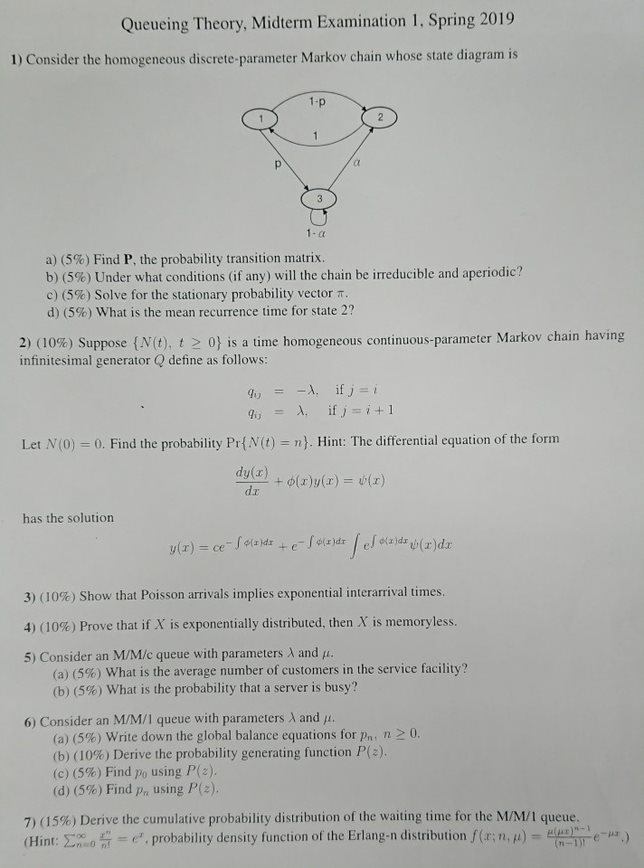 Queueing Theory, Midterm Examination 1, Spring 2019
1) Consider the homogeneous discrete-parameter Markov chain whose state diagram is
1-p
1
2
1
p
α
3
1-α
a) (5%) Find P, the probability transition matrix.
b) (5%) Under what conditions (if any) will the chain be irreducible and aperiodic?
c) (5%) Solve for the stationary probability vector π.
d) (5%) What is the mean recurrence time for state 2?
2) (10%) Suppose {N(t), t ≥ 0} is a time homogeneous continuous-parameter Markov chain having
infinitesimal generator Q define as follows:
q_{ij} = −λ, if j = i
q_{ij} = λ, if j = i + 1
Let N(0) = 0. Find the probability Pr{N(t) = n}. Hint: The differential equation of the form
dy(x)/dx + φ(x)y(x) = ψ(x)
has the solution
y(x) = ce^{−∫φ(x)dx} + e^{−∫φ(x)dx} ∫ e^{∫φ(x)dx} ψ(x)dx
3) (10%) Show that Poisson arrivals implies exponential interarrival times.
4) (10%) Prove that if X is exponentially distributed, then X is memoryless.
5) Consider an M/M/c queue with parameters λ and μ.
(a) (5%) What is the average number of customers in the service facility?
(b) (5%) What is the probability that a server is busy?
6) Consider an M/M/1 queue with parameters λ and μ.
(a) (5%) Write down the global balance equations for p_n, n ≥ 0.
(b) (10%) Derive the probability generating function P(z).
(c) (5%) Find p_0 using P(z).
(d) (5%) Find p_n using P(z).
7) (15%) Derive the cumulative probability distribution of the waiting time for the M/M/1 queue.
(Hint: ∑_{n=0}^{∞} x^n/n! = e^x, probability density function of the Erlang-n distribution f(x; n, μ) = μ(μx)^{n−1}/(n−1)! e^{−μx}.)